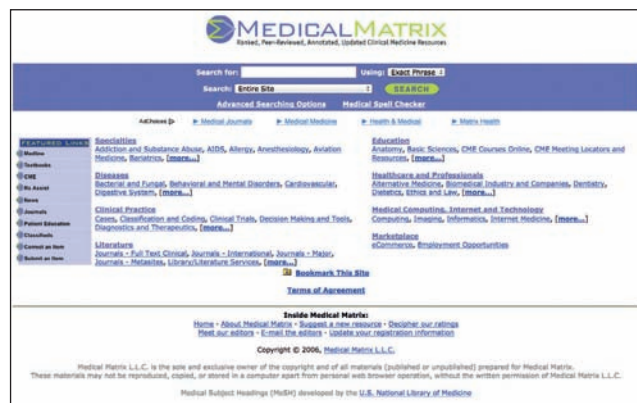 MEDICALMATRIX
Ranked, Peer-Reviewed, Annotated, Updated Clinical Medicine Resources
Search for: Using: Exact Phrase
Search: Entire Site SEARCH
Advanced Searching Options Medical Spell Checker
AdChoices Medical Journals Medical Medicine Health & Medical Matrix Health
FEATURED LINKS
Medline
Textbooks
CME
Rx Assist
News
Journals
Patient Education
Classifieds
Correct an Item
Submit an Item
Specialties
Addiction and Substance Abuse, AIDS, Allergy, Anesthesiology, Aviation
Medicine, Bariatrics, [more...]
Diseases
Bacterial and Fungal, Behavioral and Mental Disorders, Cardiovascular,
Digestive System, [more...]
Clinical Practice
Cases, Classification and Coding, Clinical Trials, Decision Making and Tools,
Diagnostics and Therapeutics, [more...]
Literature
Journals - Full Text Clinical, Journals - International, Journals - Major,
Journals - Metasites, Library/Literature Services, [more...]
Education
Anatomy, Basic Sciences, CME Courses Online, CME Meeting Locators and
Resources, [more...]
Healthcare and Professionals
Alternative Medicine, Biomedical Industry and Companies, Dentistry,
Dietetics, Ethics and Law, [more...]
Medical Computing, Internet and Technology
Computing, Imaging, Informatics, Internet Medicine, [more...]
Marketplace
eCommerce, Employment Opportunities
Bookmark This Site
Terms of Agreement
Inside Medical Matrix:
Home - About Medical Matrix - Suggest a new resource - Decipher our ratings
Meet our editors - E-mail the editors - Update your registration information
Copyright © 2006, Medical Matrix L.L.C.
Medical Matrix L.L.C. is the sole and exclusive owner of the copyright and of all materials (published or unpublished) prepared for Medical Matrix.
These materials may not be reproduced, copied, or stored in a computer apart from personal web browser operation, without the written permission of Medical Matrix L.L.C.
Medical Subject Headings (MeSH) developed by the U.S. National Library of Medicine